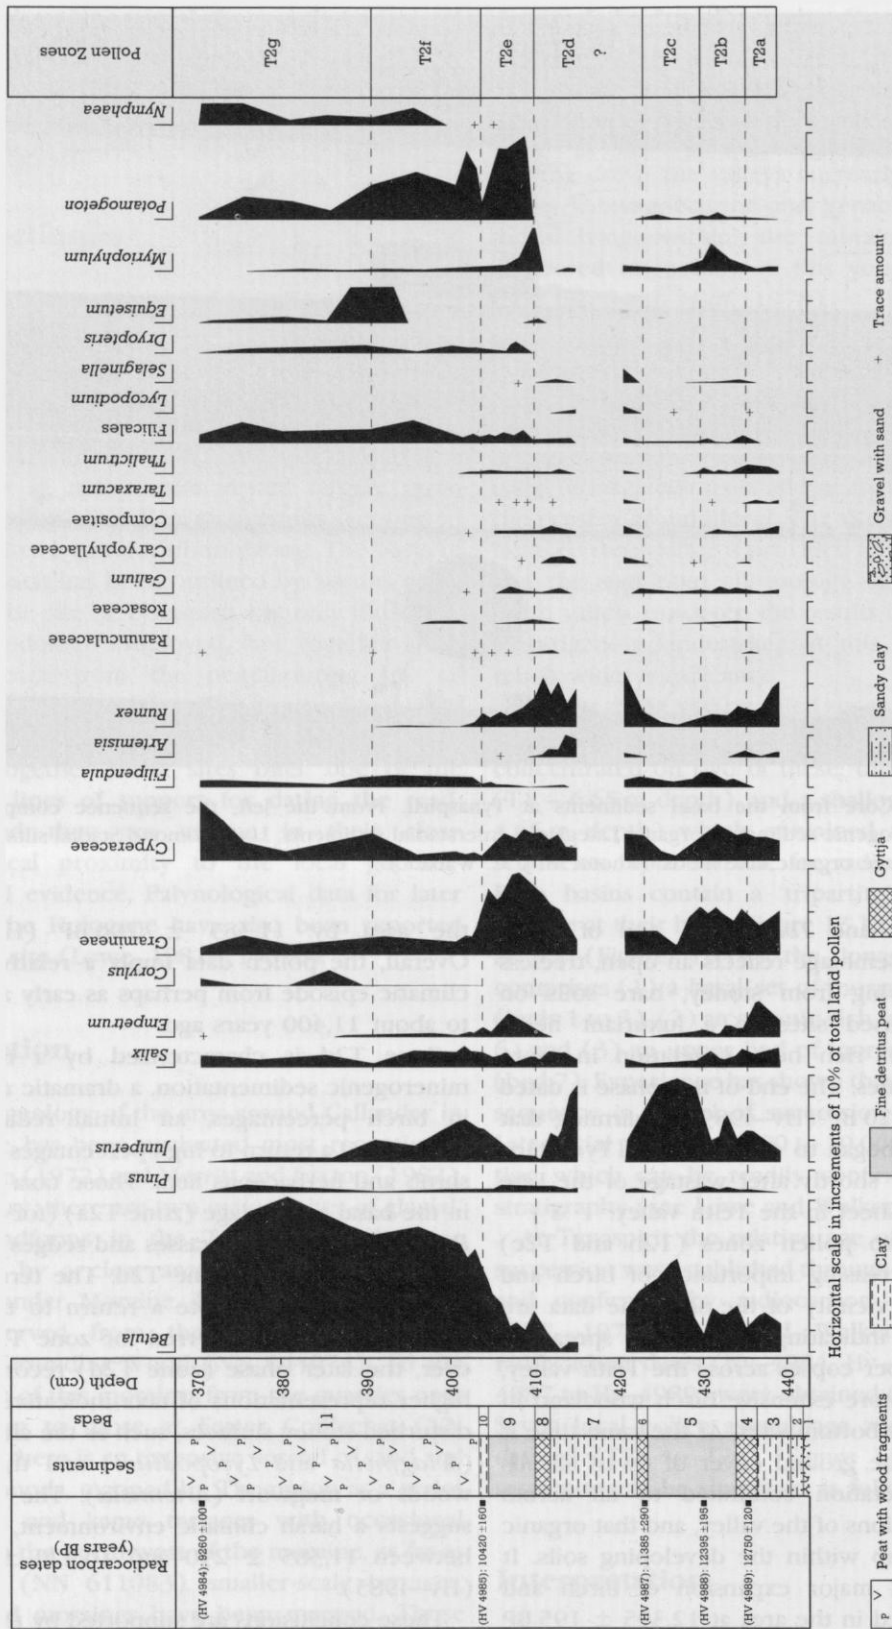 Radiocarbon dates
(years BP)
Sediments
Beds
Depth (cm)
Betula
Pinus
Juniperus
Salix
Empetrum
Corylus
Gramineae
Cyperaceae
Filipendula
Artemisia
Rumex
Ranunculaceae
Rosaceae
Galium
Caryophyllaceae
Compositae
Taraxacum
Thalictrum
Filicales
Lycopodium
Selaginella
Dryopteris
Equisetum
Myriophylum
Potamogeton
Nymphaea
Pollen Zones
(HV 4984): 9260±100
(HV 4985): 10420±160
(HV 4987): 11385±290
(HV 4988): 12395±195
(HV 4989): 12750±120
11
10
9
8
7
6
5
4
3
2
1
370
380
390
400
410
420
430
440
T2g
T2f
T2e
T2d
?
T2c
T2b
T2a
Horizontal scale in increments of 10% of total land pollen
Peat with wood fragments
Clay
Fine detritus peat
Gyttja
Sandy clay
Gravel with sand
+ Trace amount